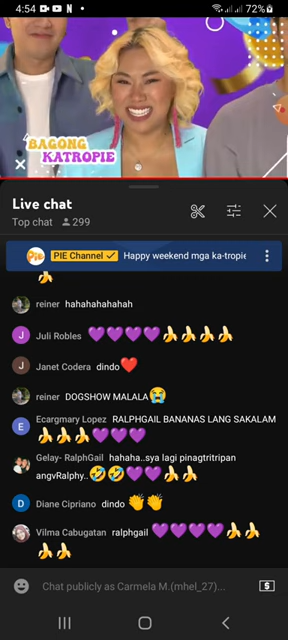 4:54
N
72%
BAGONG
KATROPIE
Live chat
Top chat 299
Pie PIE Channel Happy weekend mga ka-tropie
reiner hahahahahahah
Juli Robles 💜💜💜💜🍌🍌🍌🍌
Janet Codera dindo❤️
reiner DOGSHOW MALALA😭
Ecargmary Lopez RALPHGAIL BANANAS LANG SAKALAM
🍌🍌🍌💜💜💜
Gelay- RalphGail hahaha..sya lagi pinagtritripan
angvRalphy..🤣🤣💜💜🍌🍌
Diane Cipriano dindo 👏👏
Vilma Cabugatan ralphgail 💜💜💜💜🍌🍌
🍌🍌
Chat publicly as Carmela M.(mhel_27)...